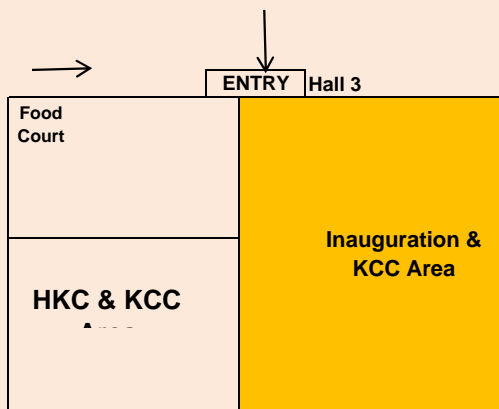 ENTRY Hall 3
Food
Court
Inauguration &
KCC Area
HKC & KCC